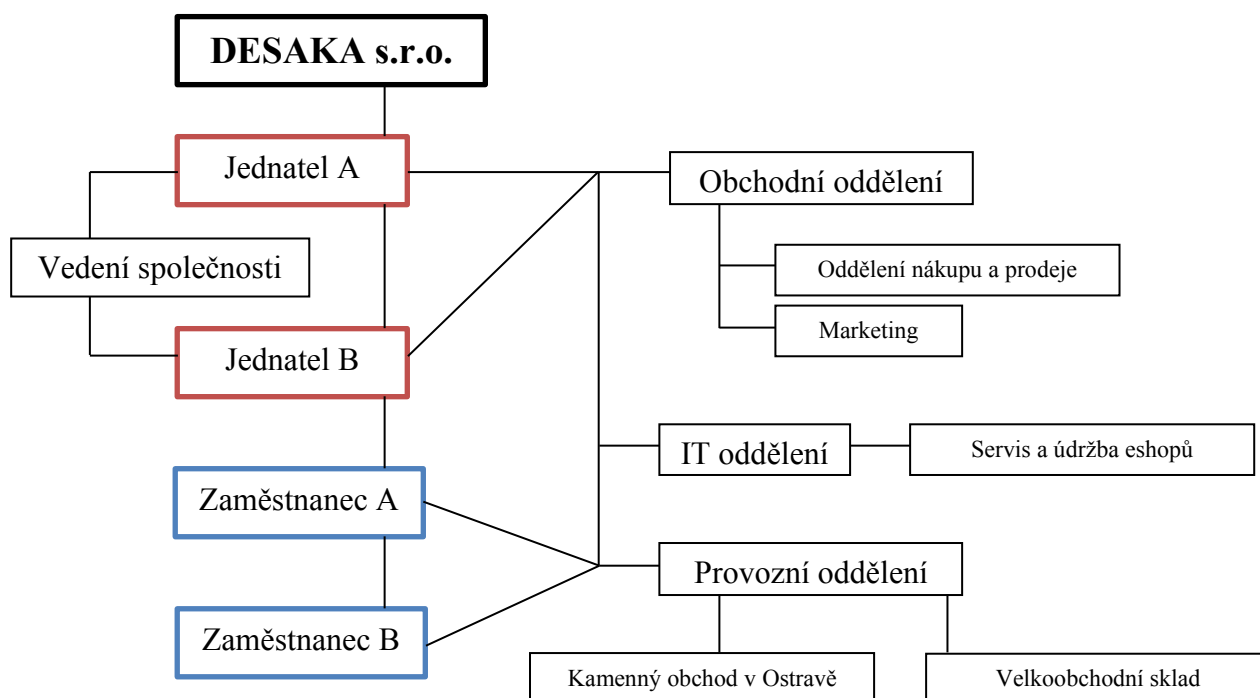 DESAKA s.r.o.
Jednatel A
Obchodní oddělení
Vedení společnosti
Oddělení nákupu a prodeje
Marketing
Jednatel B
IT oddělení
Servis a údržba eshopů
Zaměstnanec A
Provozní oddělení
Zaměstnanec B
Kamenný obchod v Ostravě
Velkoobchodní sklad